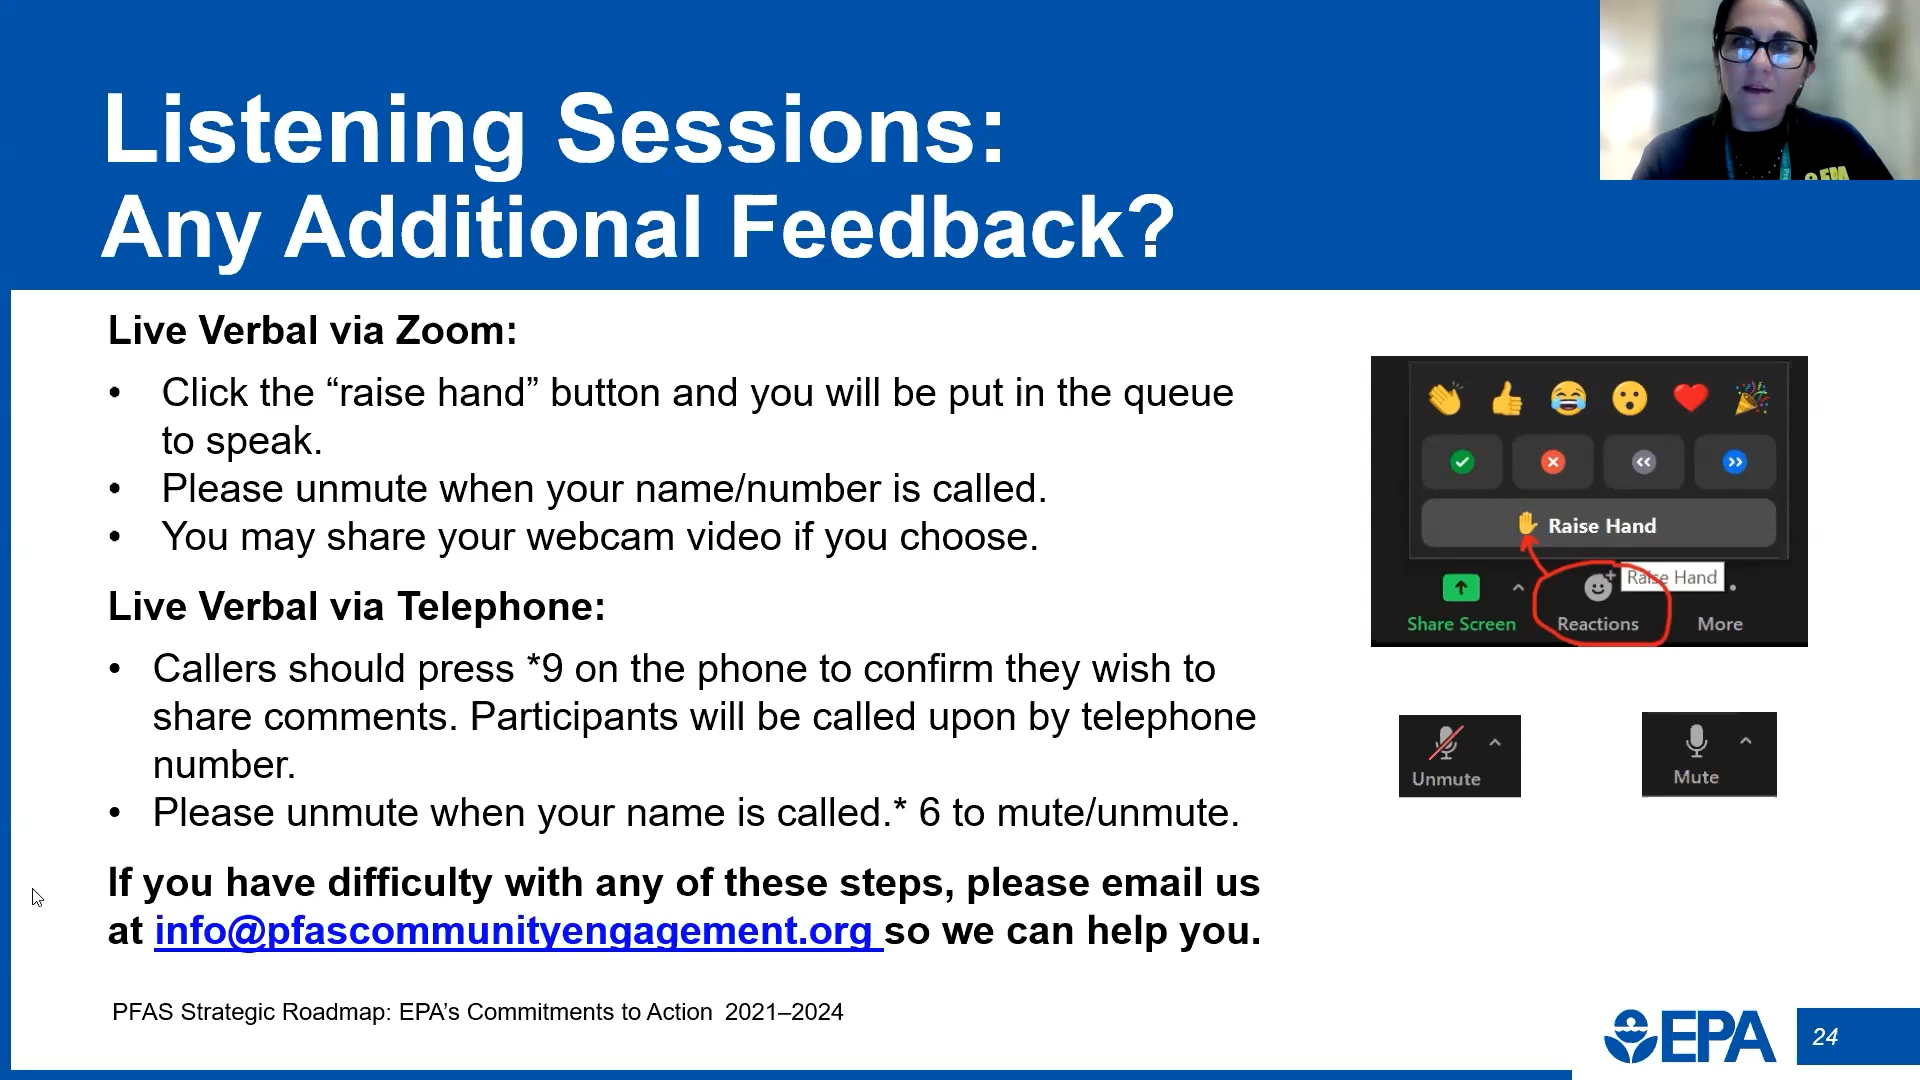 Listening Sessions:
Any Additional Feedback?
EPA
Live Verbal via Zoom:
• Click the “raise hand” button and you will be put in the queue
to speak.
• Please unmute when your name/number is called.
• You may share your webcam video if you choose.
Live Verbal via Telephone:
• Callers should press *9 on the phone to confirm they wish to
share comments. Participants will be called upon by telephone
number.
• Please unmute when your name is called.* 6 to mute/unmute.
If you have difficulty with any of these steps, please email us
at info@pfascommunityengagement.org so we can help you.
Raise Hand
Raise Hand
Share Screen Reactions More
Unmute Mute
PFAS Strategic Roadmap: EPA’s Commitments to Action 2021–2024
EPA 24